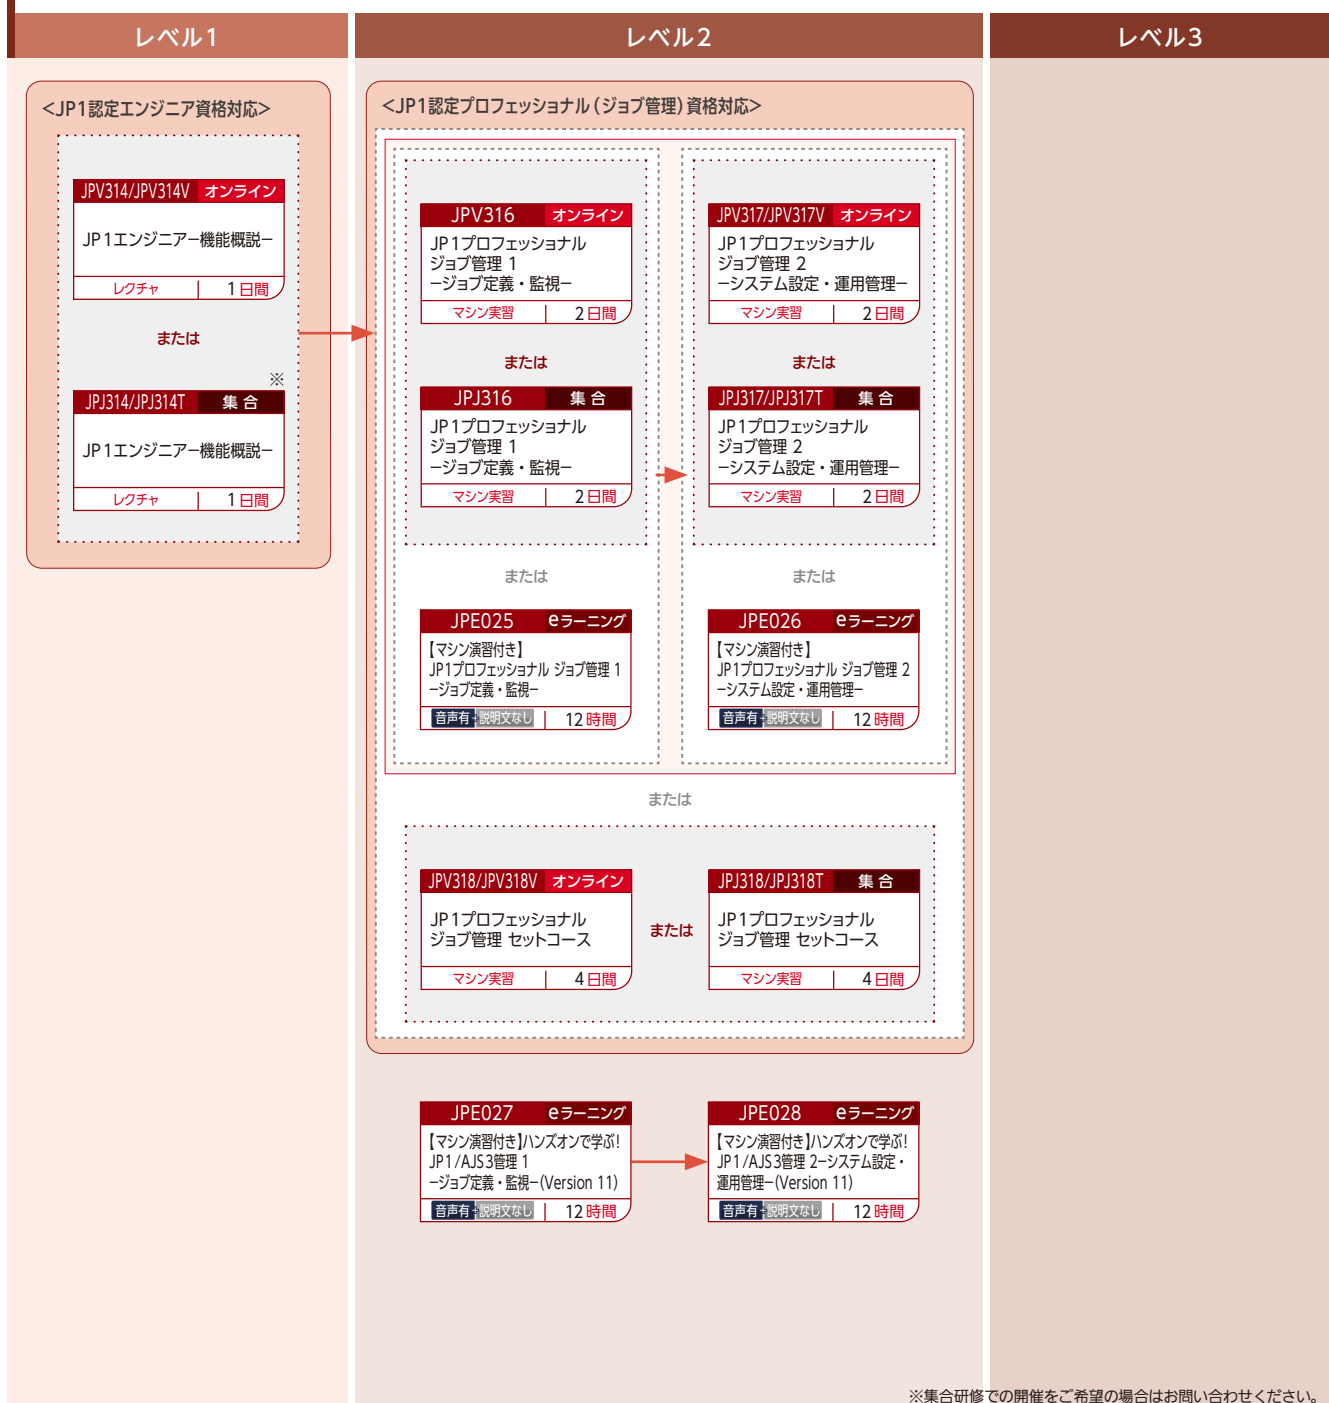 レベル1
レベル2
レベル3
<JP1認定エンジニア資格対応>
JPV314/JPV314V オンライン
JP1エンジニア−機能概説−
レクチャ 1日間
または
※
JPJ314/JPJ314T 集合
JP1エンジニア−機能概説−
レクチャ 1日間
<JP1認定プロフェッショナル(ジョブ管理)資格対応>
JPV316 オンライン
JP1プロフェッショナル
ジョブ管理 1
−ジョブ定義・監視−
マシン実習 2日間
または
JPJ316 集合
JP1プロフェッショナル
ジョブ管理 1
−ジョブ定義・監視−
マシン実習 2日間
または
JPE025 eラーニング
【マシン演習付き】
JP1プロフェッショナル ジョブ管理 1
−ジョブ定義・監視−
音声有・説明文なし 12時間
JPV317/JPV317V オンライン
JP1プロフェッショナル
ジョブ管理 2
−システム設定・運用管理−
マシン実習 2日間
または
JPJ317/JPJ317T 集合
JP1プロフェッショナル
ジョブ管理 2
−システム設定・運用管理−
マシン実習 2日間
または
JPE026 eラーニング
【マシン演習付き】
JP1プロフェッショナル ジョブ管理 2
−システム設定・運用管理−
音声有・説明文なし 12時間
または
JPV318/JPV318V オンライン
JP1プロフェッショナル
ジョブ管理 セットコース
マシン実習 4日間
または
JPJ318/JPJ318T 集合
JP1プロフェッショナル
ジョブ管理 セットコース
マシン実習 4日間
JPE027 eラーニング
【マシン演習付き】ハンズオンで学ぶ!
JP1/AJS3管理 1
−ジョブ定義・監視−(Version 11)
音声有・説明文なし 12時間
JPE028 eラーニング
【マシン演習付き】ハンズオンで学ぶ!
JP1/AJS3管理 2−システム設定・
運用管理−(Version 11)
音声有・説明文なし 12時間
※集合研修での開催をご希望の場合はお問い合わせください。